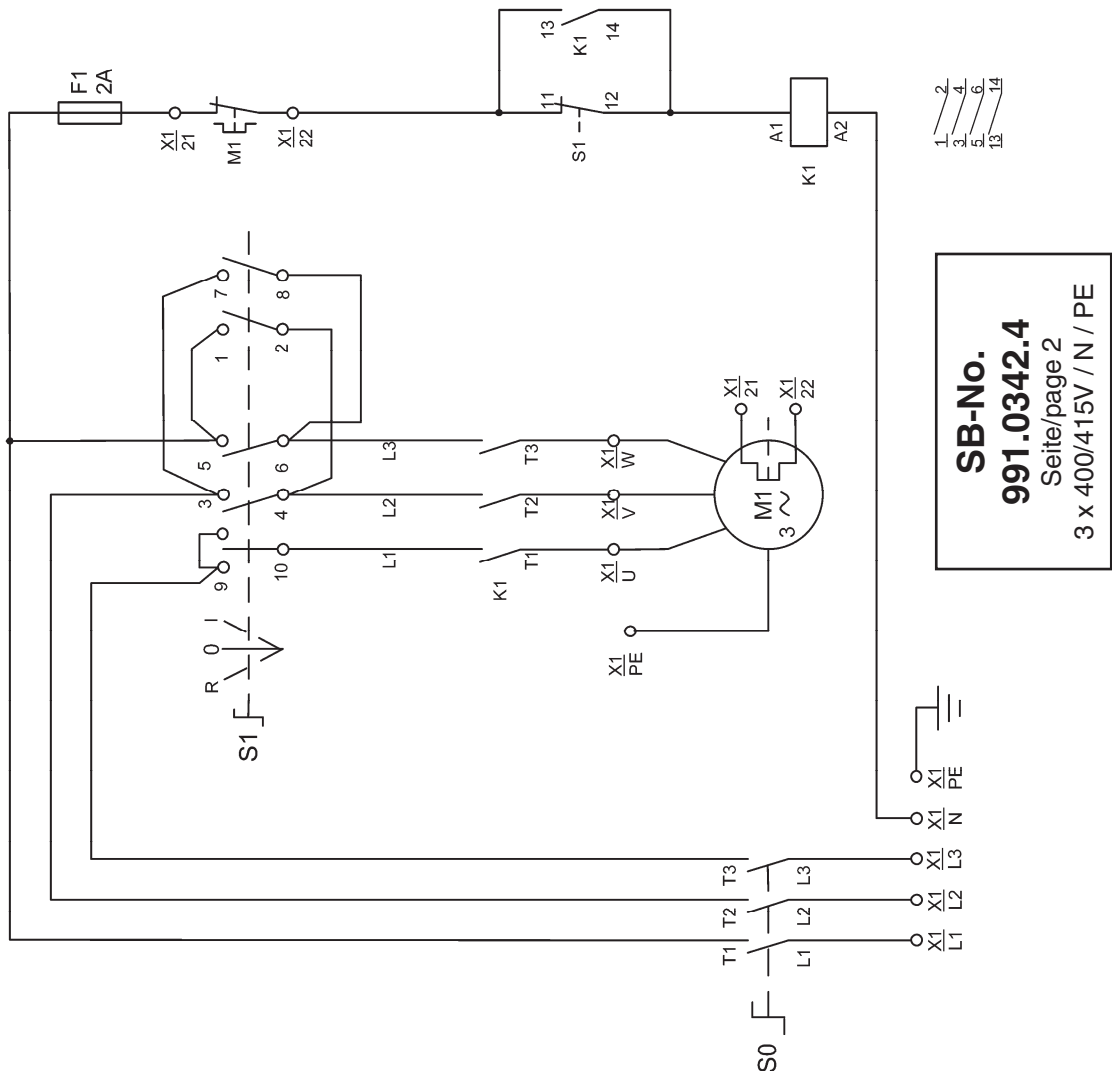 F1
2A
X1
21
M1
X1
22
13
K1
14
11
12
S1
A1
A2
K1
1 2
3 4
5 6
13 14
7
8
1
2
5
6
3
4
9
10
L3
L2
L1
T3
T2
T1
K1
X1
W
X1
V
X1
U
M1
3
X1
21
X1
22
X1
PE
R
0
I
S1
SB-No.
991.0342.4
Seite/page 2
3 x 400/415V / N / PE
T3
T2
T1
L3
L2
L1
S0
X1
PE
X1
N
X1
L3
X1
L2
X1
L1